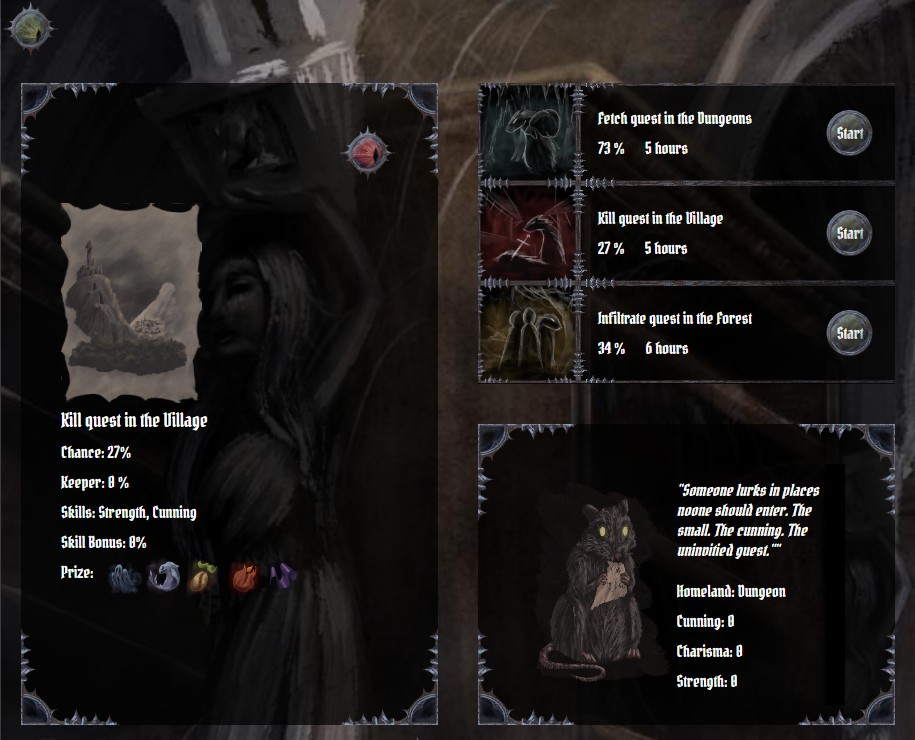 Kill quest in the Village
Chance: 27%
Keeper: 0 %
Skills: Strength, Cunning
Skill Bonus: 0%
Prize:
Fetch quest in the Dungeons
73 % 5 hours
Start
Kill quest in the Village
27 % 5 hours
Start
Infiltrate quest in the Forest
34 % 6 hours
Start
"Someone lurks in places
noone should enter. The
small. The cunning. The
uninvitied guest.""
Homeland: Dungeon
Cunning: 0
Charisma: 0
Strength: 0